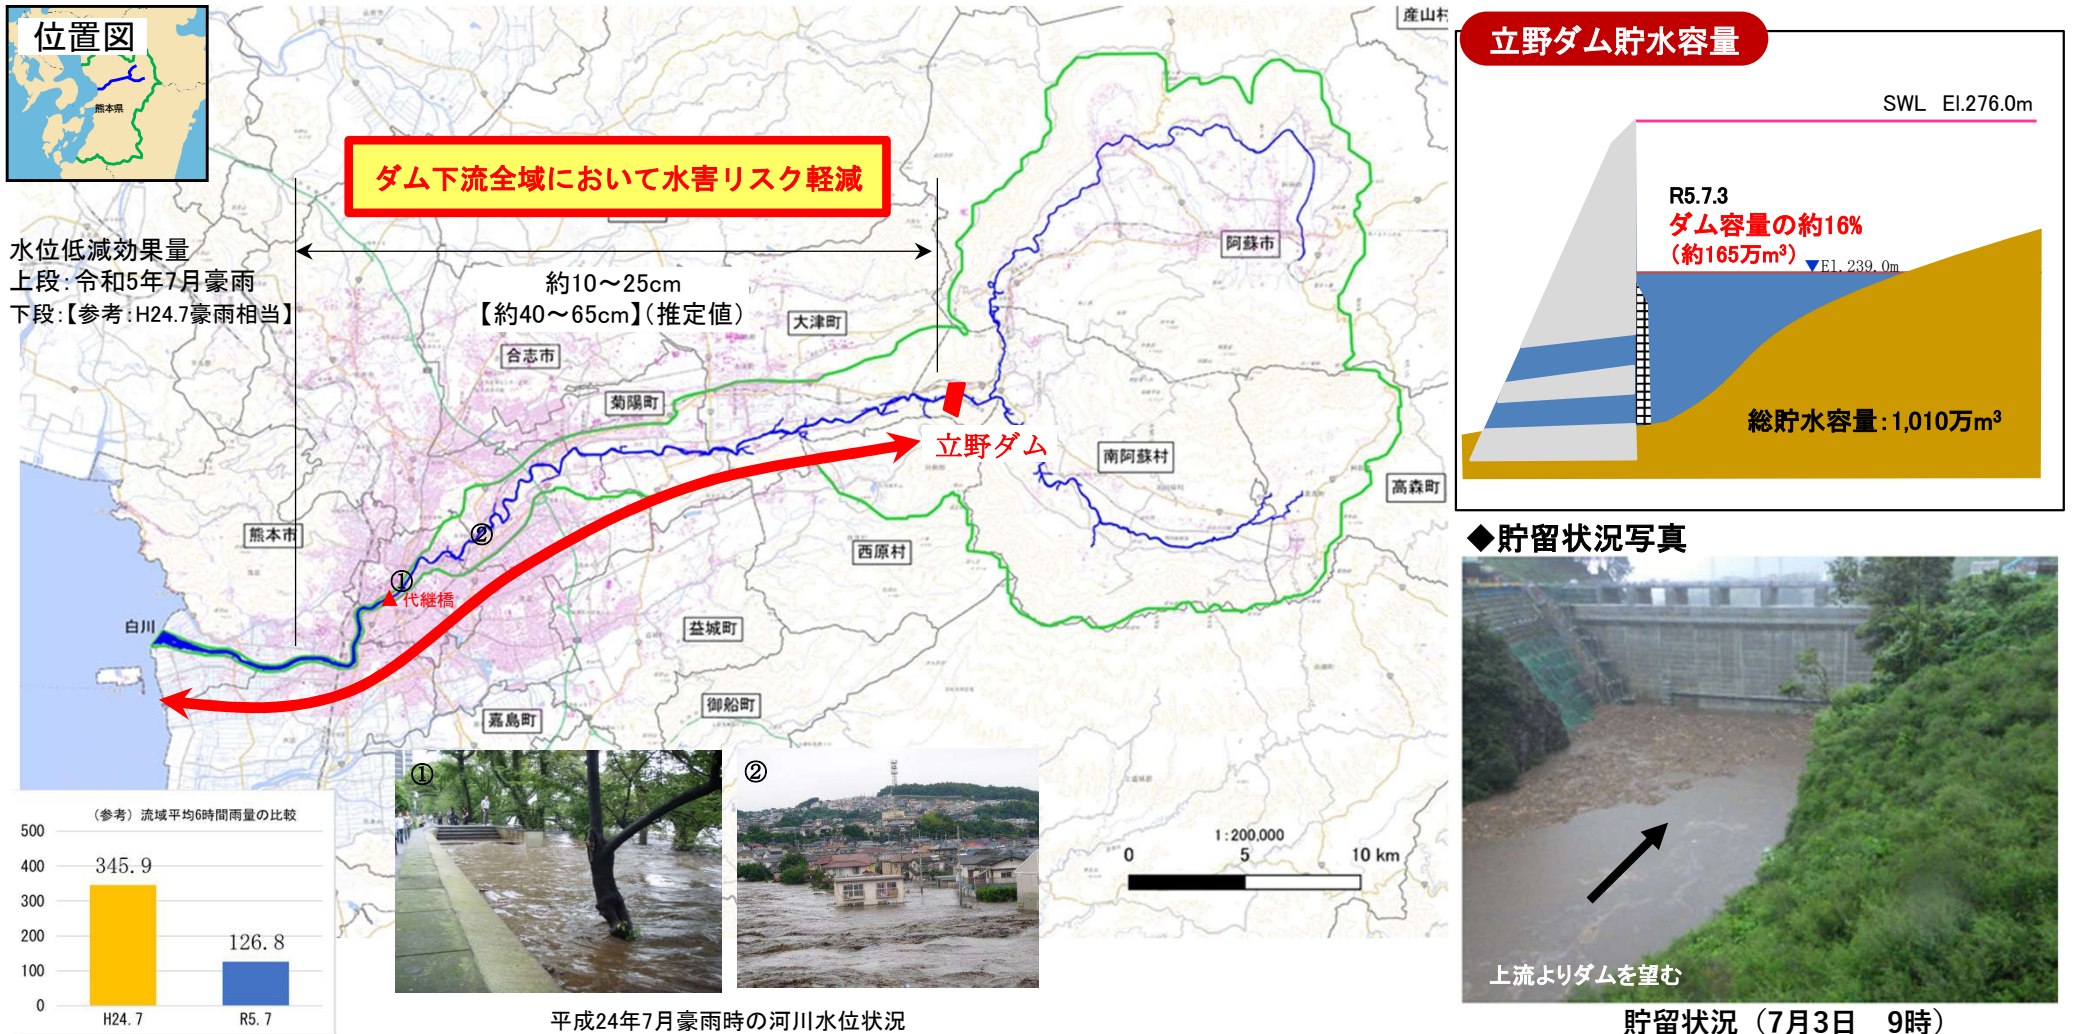 位置図
熊本県
産山村
ダム下流全域において水害リスク軽減
水位低減効果量
上段：令和5年7月豪雨
下段：【参考：H24.7豪雨相当】
約10～25cm
【約40～65cm】（推定値）
阿蘇市
大津町
合志市
菊陽町
立野ダム
南阿蘇村
高森町
熊本市
②
西原村
①
代継橋
白川
益城町
御船町
嘉島町
（参考）流域平均6時間雨量の比較
500
400
300
200
100
0
345.9
126.8
H24.7
R5.7
①
②
平成24年7月豪雨時の河川水位状況
1:200,000
0 5 10 km
立野ダム貯水容量
SWL El.276.0m
R5.7.3
ダム容量の約16%
（約165万m³）
▼El.239.0m
総貯水容量：1,010万m³
◆貯留状況写真
上流よりダムを望む
貯留状況（7月3日 9時）